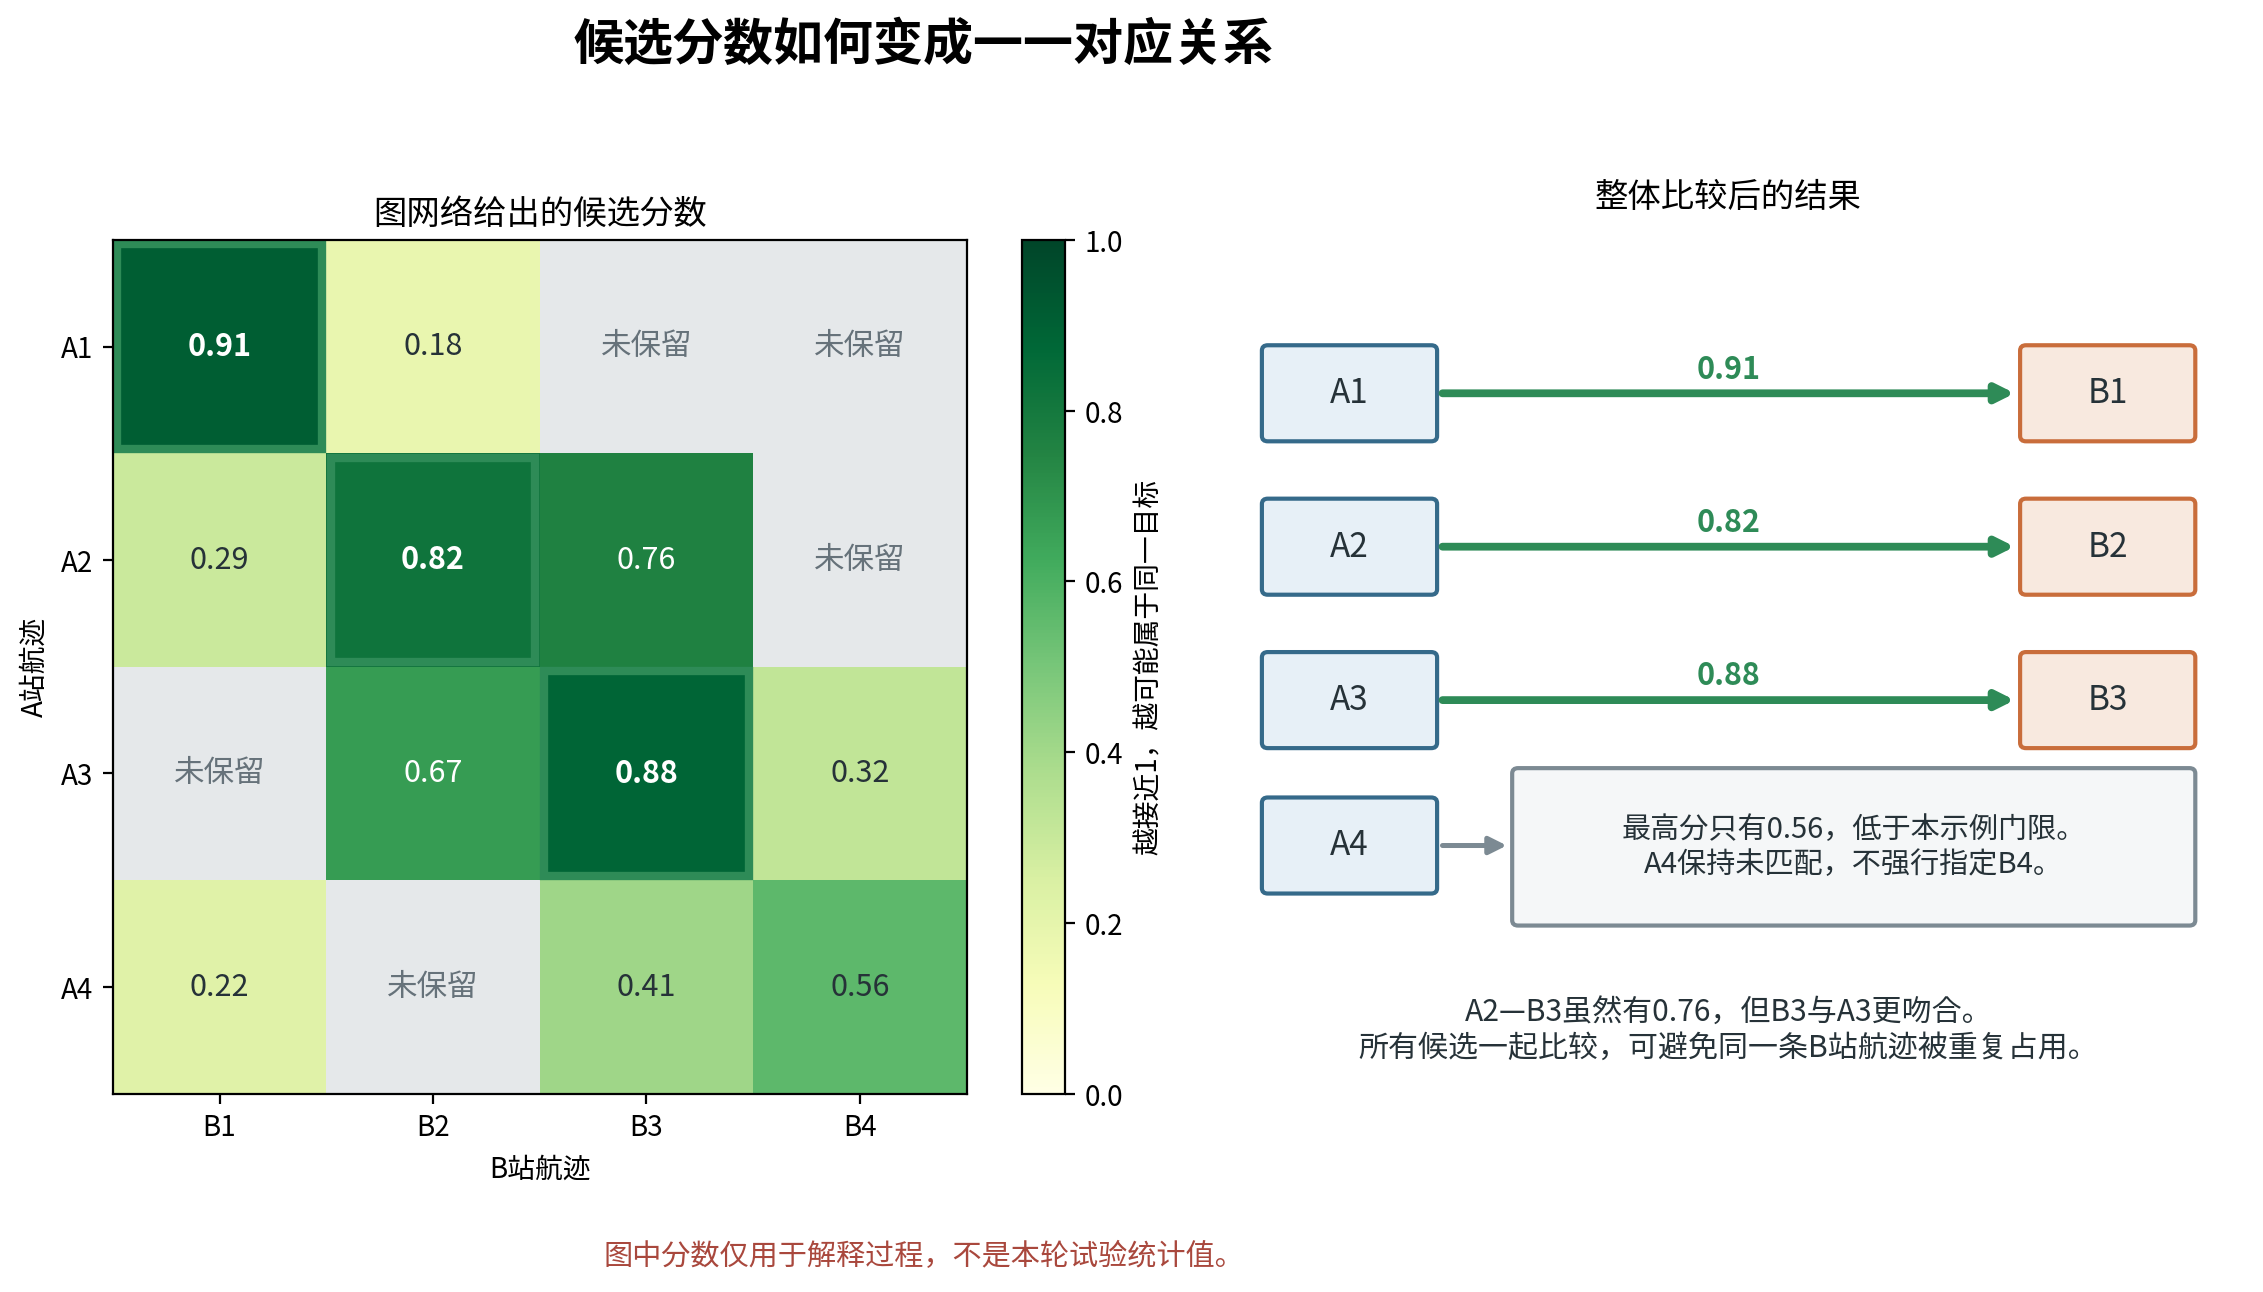 候选分数如何变成一一对应关系
图网络给出的候选分数
A站航迹
A1
0.91
0.18
未保留
未保留
A2
0.29
0.82
0.76
未保留
A3
未保留
0.67
0.88
0.32
A4
0.22
未保留
0.41
0.56
B1
B2
B3
B4
B站航迹
1.0
0.8
0.6
0.4
0.2
0.0
越接近1，越可能属于同一目标
整体比较后的结果
A1
0.91
B1
A2
0.82
B2
A3
0.88
B3
A4
最高分只有0.56，低于本示例门限。
A4保持未匹配，不强行指定B4。
A2—B3虽然有0.76，但B3与A3更吻合。
所有候选一起比较，可避免同一条B站航迹被重复占用。
图中分数仅用于解释过程，不是本轮试验统计值。